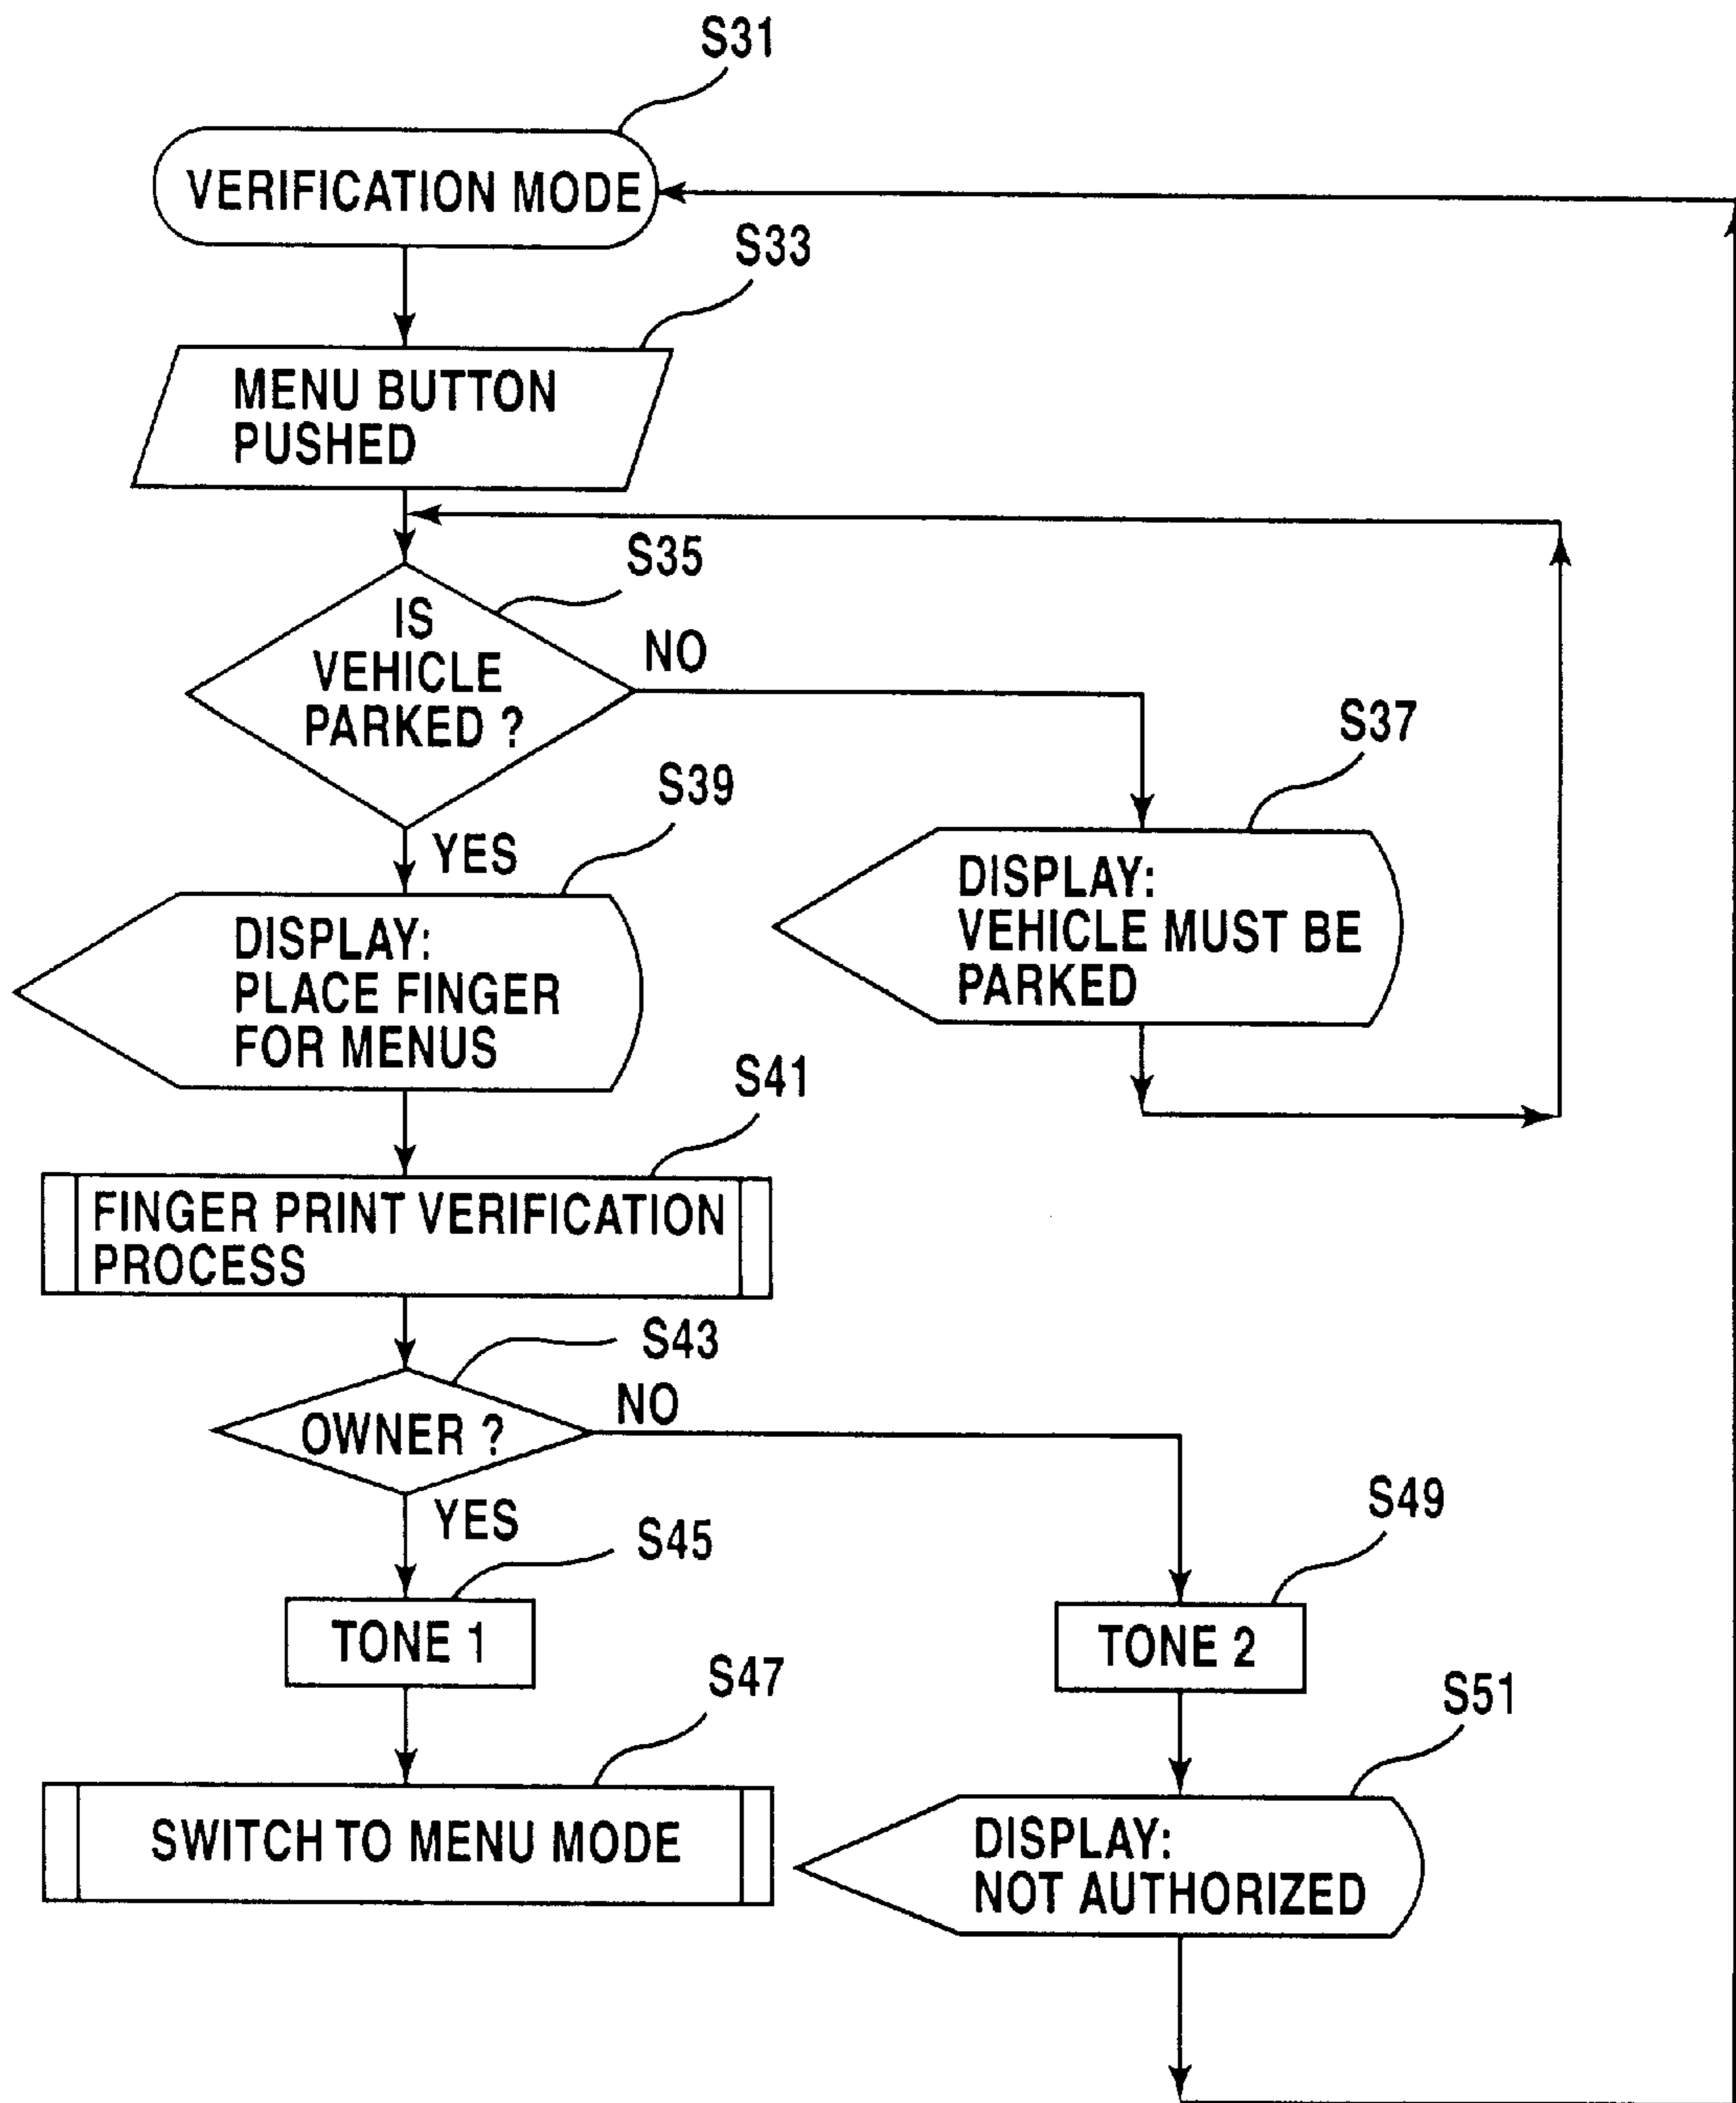 S31
VERIFICATION MODE
S33
MENU BUTTON
PUSHED
S35
IS
VEHICLE
PARKED ?
NO
S37
DISPLAY:
VEHICLE MUST BE
PARKED
YES
S39
DISPLAY:
PLACE FINGER
FOR MENUS
S41
FINGER PRINT VERIFICATION
PROCESS
S43
OWNER ?
NO
YES
S45
TONE 1
S49
TONE 2
S47
SWITCH TO MENU MODE
S51
DISPLAY:
NOT AUTHORIZED